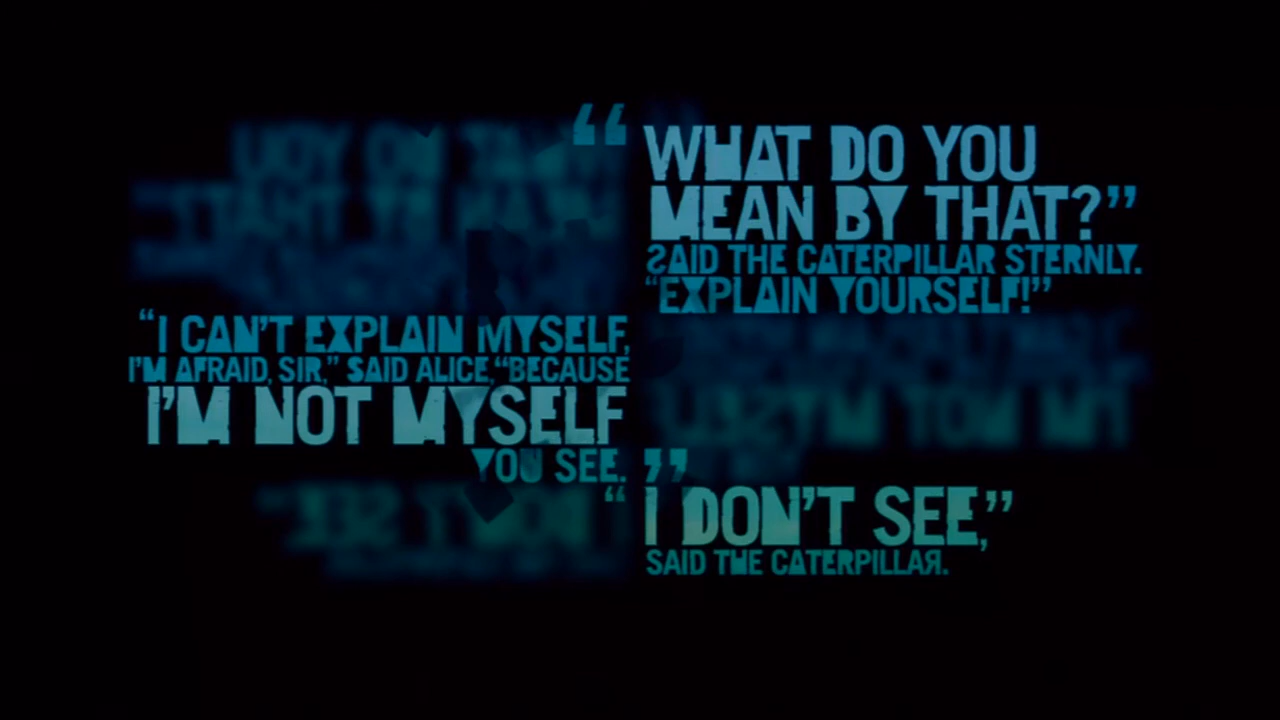 “WHAT DO YOU
MEAN BY THAT?”
SAID THE CATERPILLAR STERNLY.
“EXPLAIN YOURSELF!”
“I CAN’T EXPLAIN MYSELF,
I’M AFRAID, SIR,” SAID ALICE, “BECAUSE
I’M NOT MYSELF
YOU SEE.”
“I DON’T SEE,”
SAID THE CATERPILLAR.